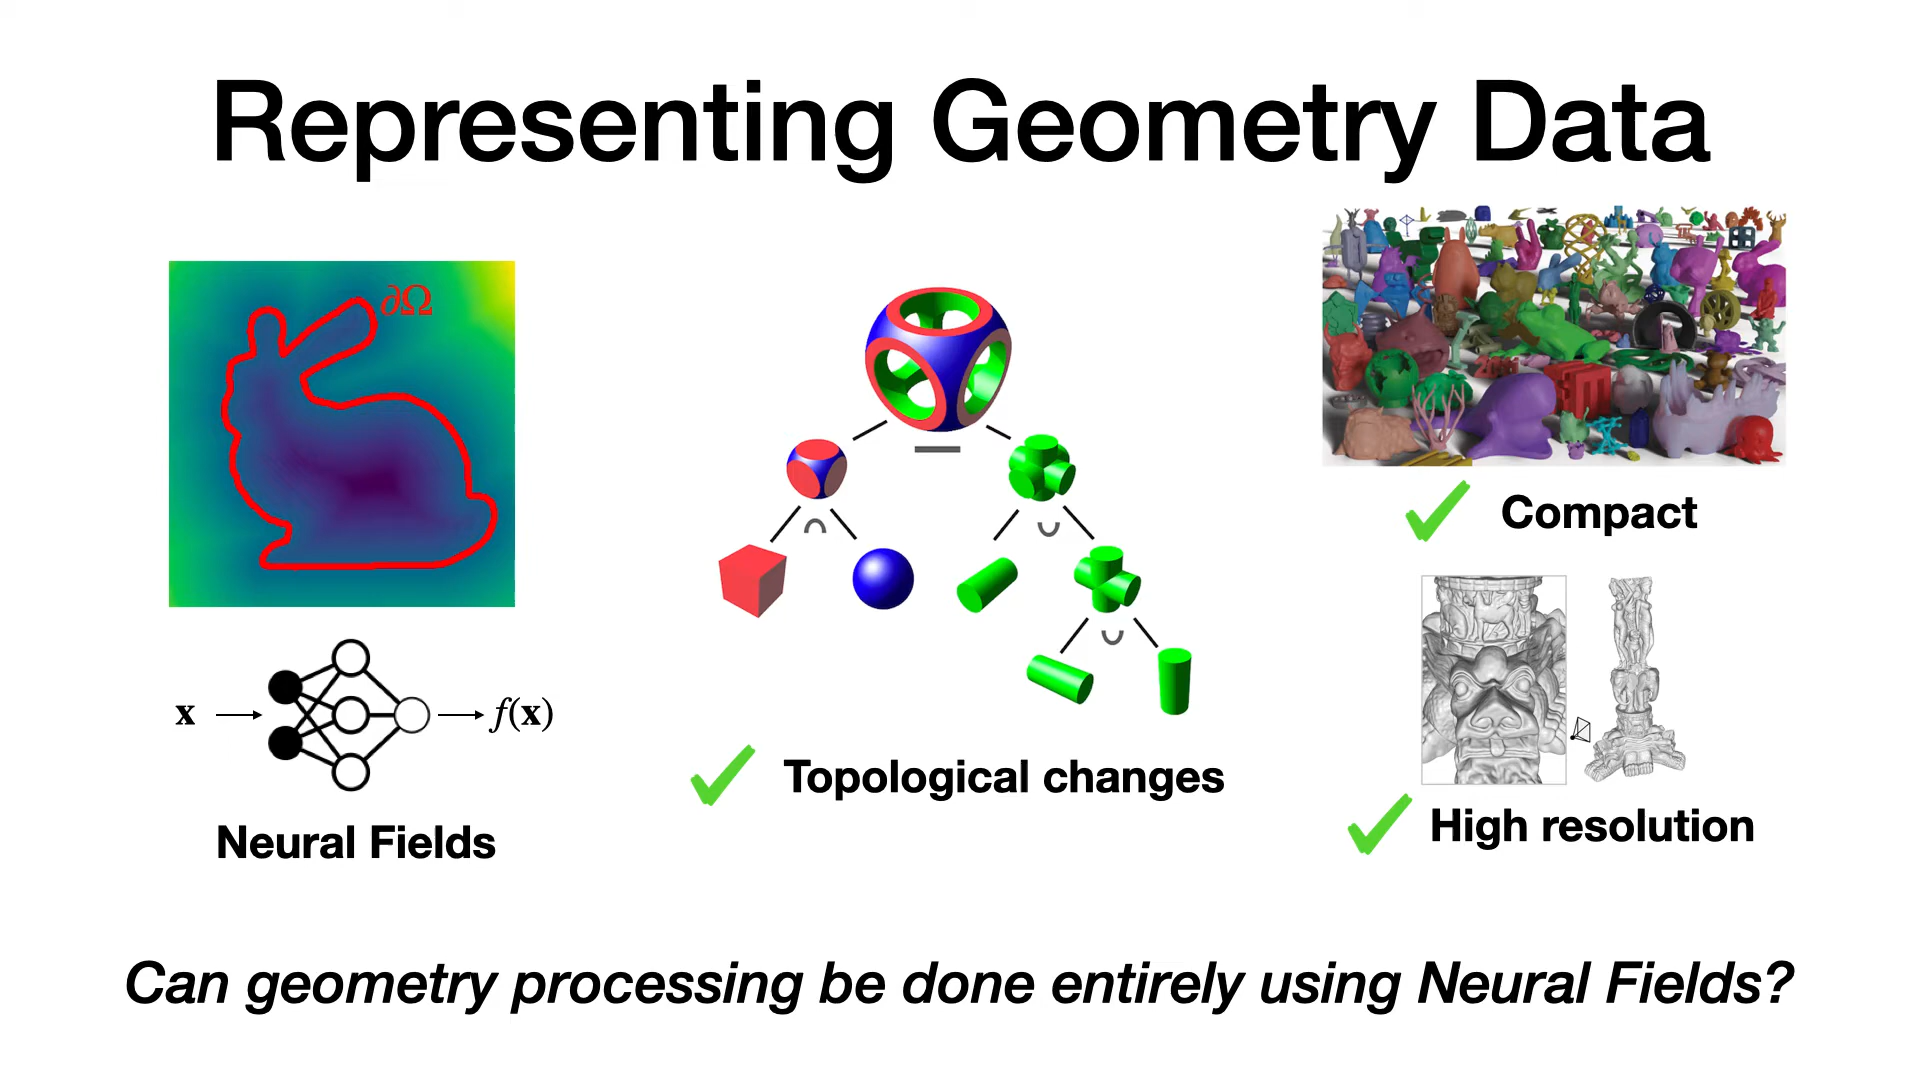 Representing Geometry Data
∂Ω
x
f(x)
Neural Fields
− 
∩
∪
∪
Topological changes
Compact
High resolution
Can geometry processing be done entirely using Neural Fields?